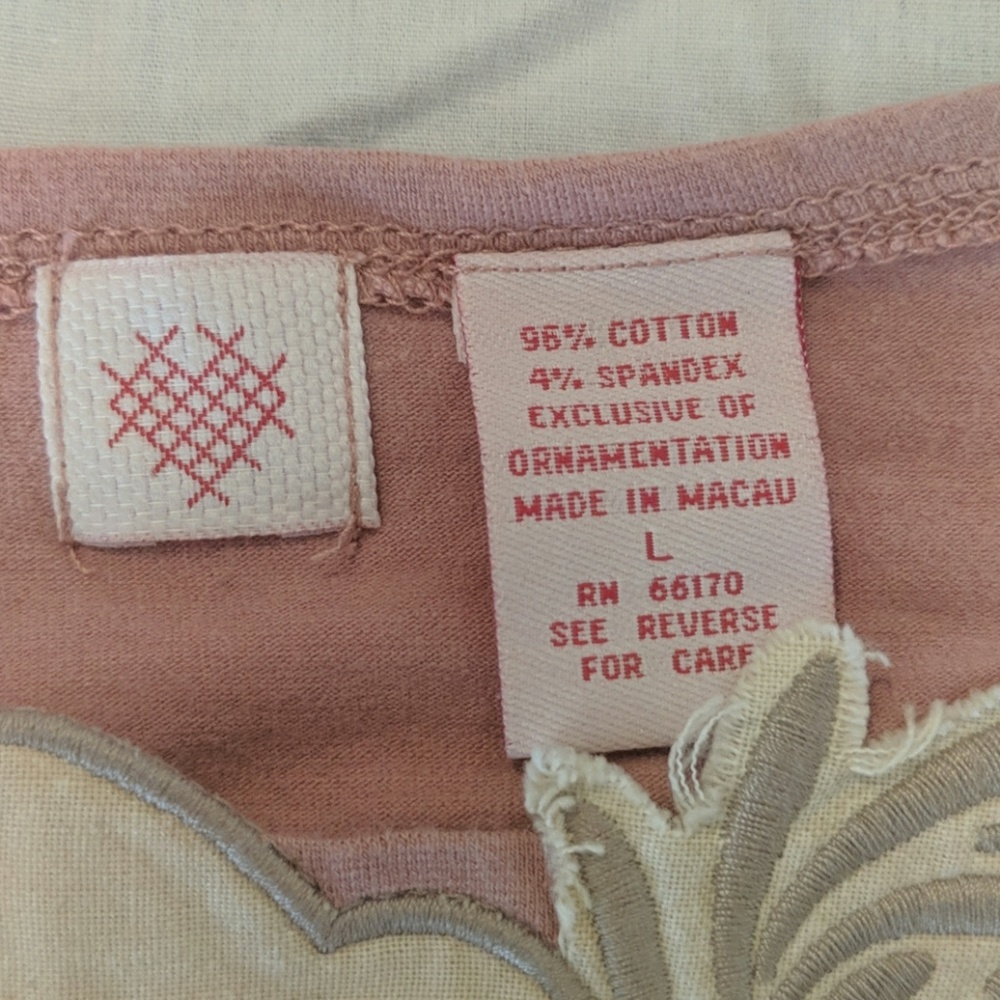 96% COTTON
4% SPANDEX
EXCLUSIVE OF
ORNAMENTATION
MADE IN MACAU
L
RN 66170
SEE REVERSE
FOR CARE